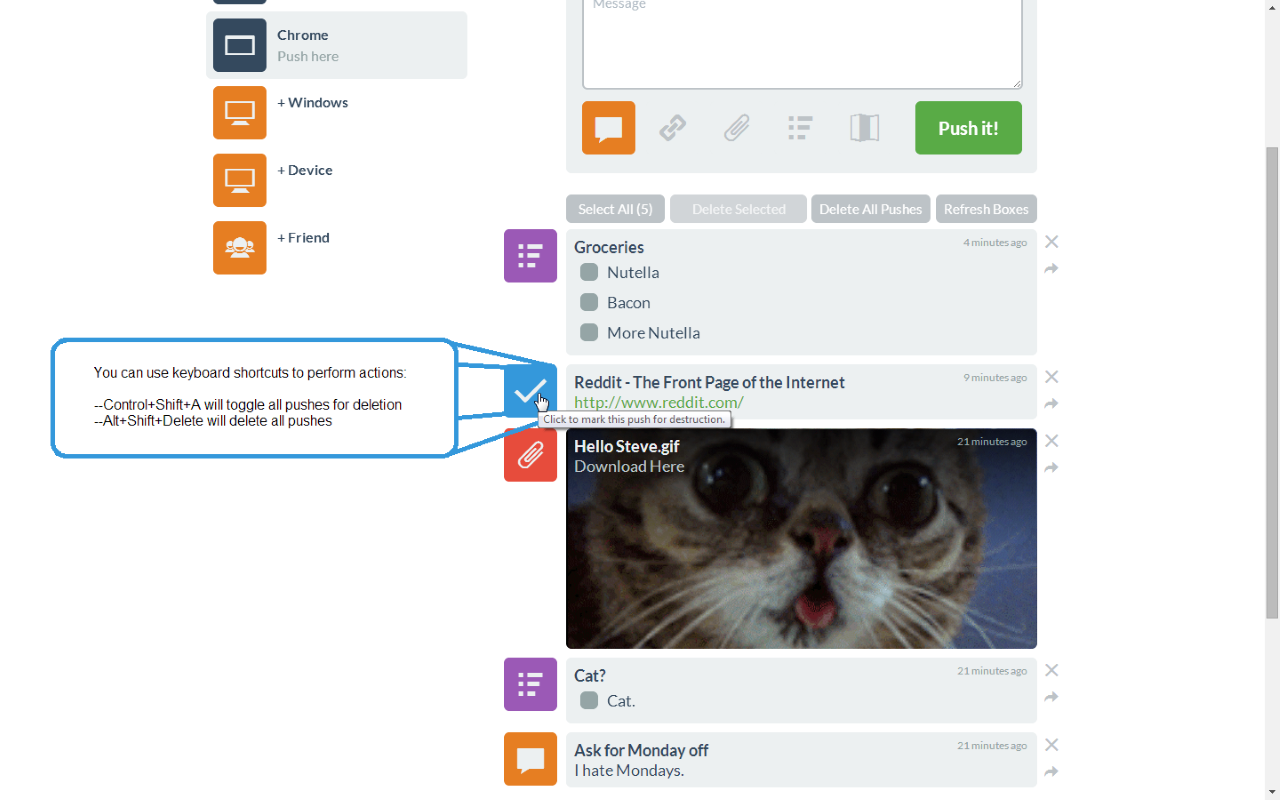 Message
Chrome
Push here
+ Windows
+ Device
+ Friend
Push it!
Select All (5)
Delete Selected
Delete All Pushes
Refresh Boxes
Groceries
4 minutes ago
Nutella
Bacon
More Nutella
You can use keyboard shortcuts to perform actions:
--Control+Shift+A will toggle all pushes for deletion
--Alt+Shift+Delete will delete all pushes
Reddit - The Front Page of the Internet
9 minutes ago
http://www.reddit.com/
Click to mark this push for destruction.
Hello Steve.gif
21 minutes ago
Download Here
Cat?
21 minutes ago
Cat.
Ask for Monday off
21 minutes ago
I hate Mondays.